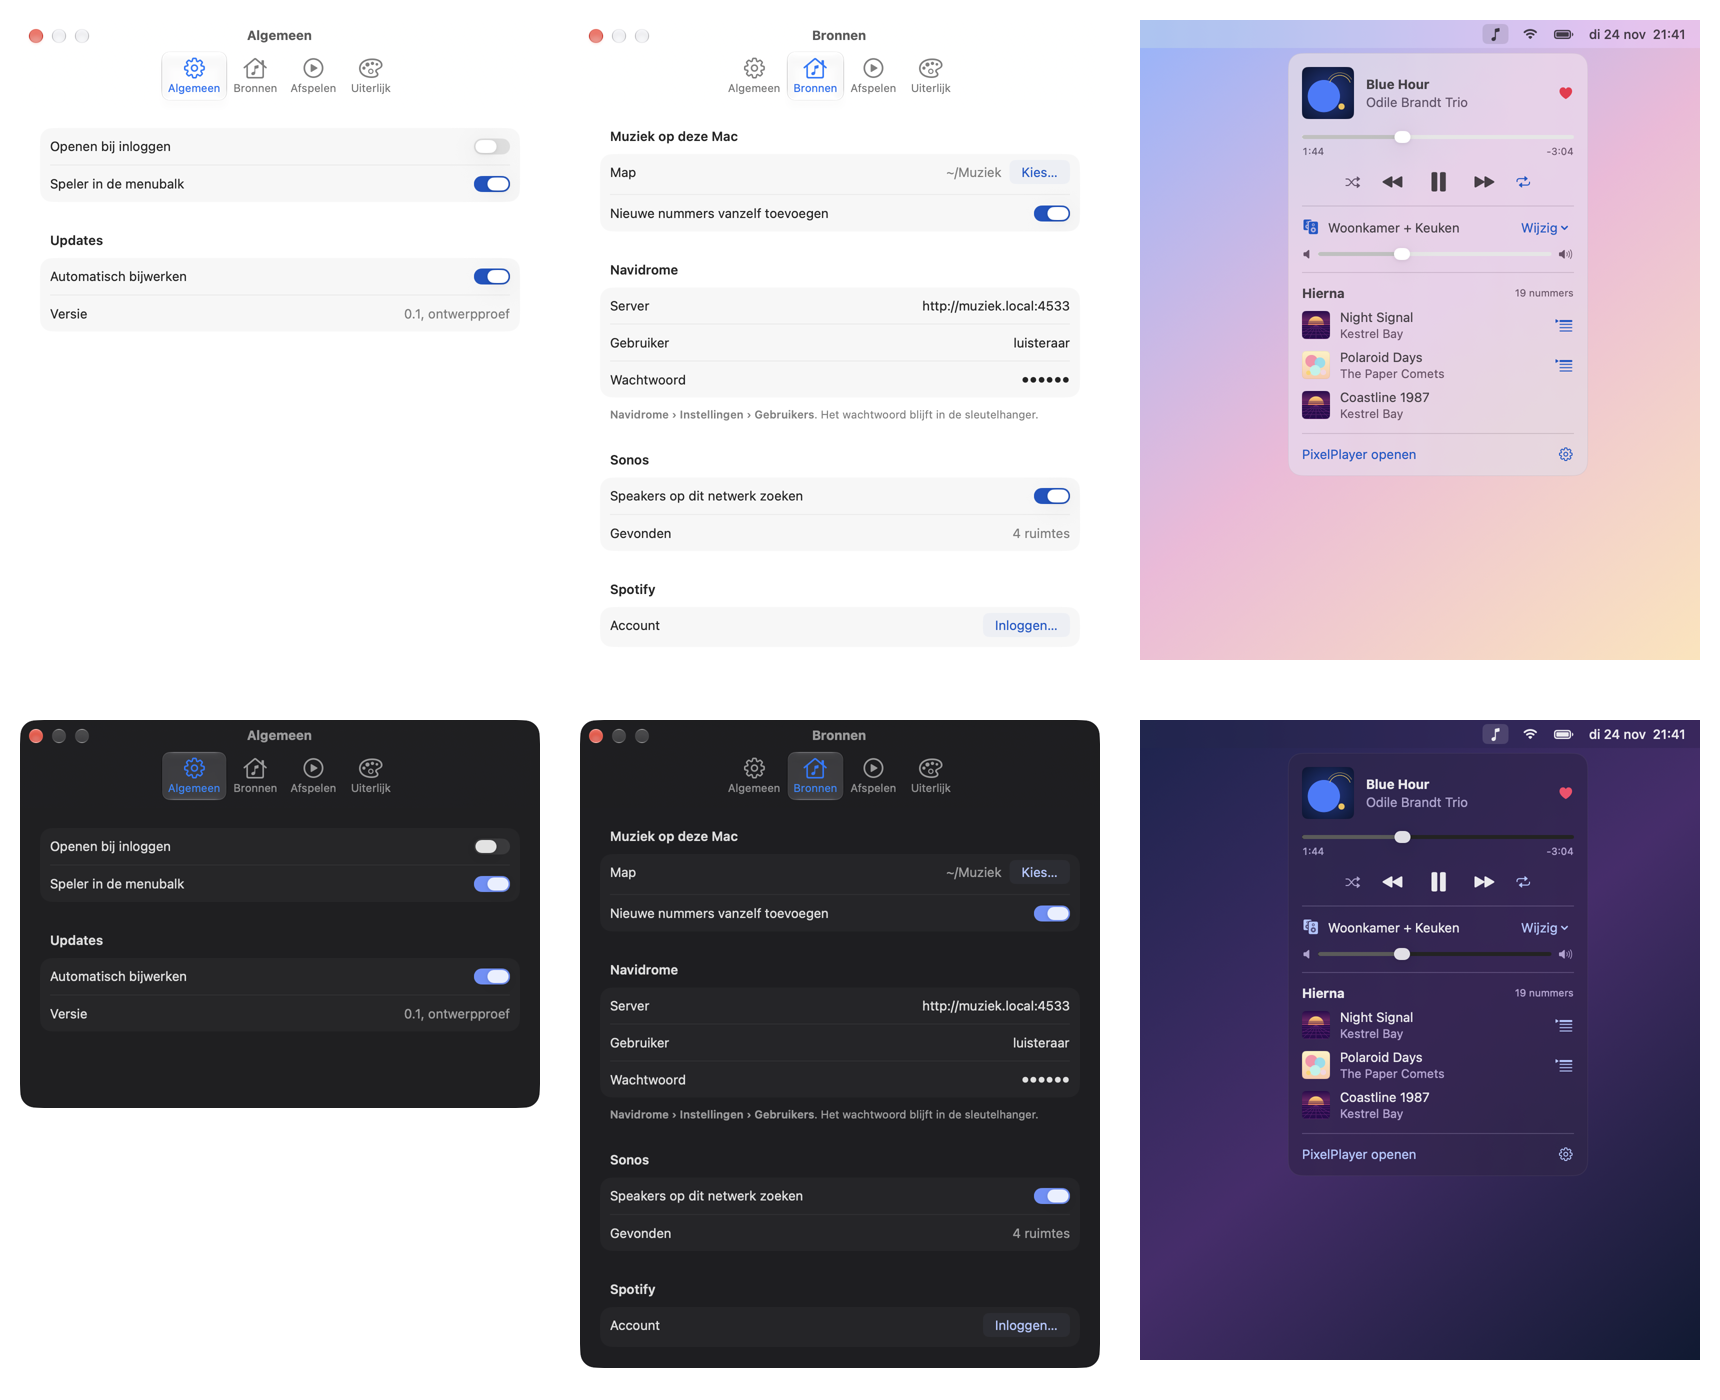 Algemeen
Algemeen Bronnen Afspelen Uiterlijk
Openen bij inloggen
Speler in de menubalk
Updates
Automatisch bijwerken
Versie 0.1, ontwerpproef
Bronnen
Algemeen Bronnen Afspelen Uiterlijk
Muziek op deze Mac
Map ~/Muziek Kies...
Nieuwe nummers vanzelf toevoegen
Navidrome
Server http://muziek.local:4533
Gebruiker luisteraar
Wachtwoord ••••••
Navidrome › Instellingen › Gebruikers. Het wachtwoord blijft in de sleutelhanger.
Sonos
Speakers op dit netwerk zoeken
Gevonden 4 ruimtes
Spotify
Account Inloggen...
di 24 nov 21:41
Blue Hour
Odile Brandt Trio
1:44 -3:04
Woonkamer + Keuken Wijzig
Hierna 19 nummers
Night Signal
Kestrel Bay
Polaroid Days
The Paper Comets
Coastline 1987
Kestrel Bay
PixelPlayer openen
Algemeen
Algemeen Bronnen Afspelen Uiterlijk
Openen bij inloggen
Speler in de menubalk
Updates
Automatisch bijwerken
Versie 0.1, ontwerpproef
Bronnen
Algemeen Bronnen Afspelen Uiterlijk
Muziek op deze Mac
Map ~/Muziek Kies...
Nieuwe nummers vanzelf toevoegen
Navidrome
Server http://muziek.local:4533
Gebruiker luisteraar
Wachtwoord ••••••
Navidrome › Instellingen › Gebruikers. Het wachtwoord blijft in de sleutelhanger.
Sonos
Speakers op dit netwerk zoeken
Gevonden 4 ruimtes
Spotify
Account Inloggen...
di 24 nov 21:41
Blue Hour
Odile Brandt Trio
1:44 -3:04
Woonkamer + Keuken Wijzig
Hierna 19 nummers
Night Signal
Kestrel Bay
Polaroid Days
The Paper Comets
Coastline 1987
Kestrel Bay
PixelPlayer openen